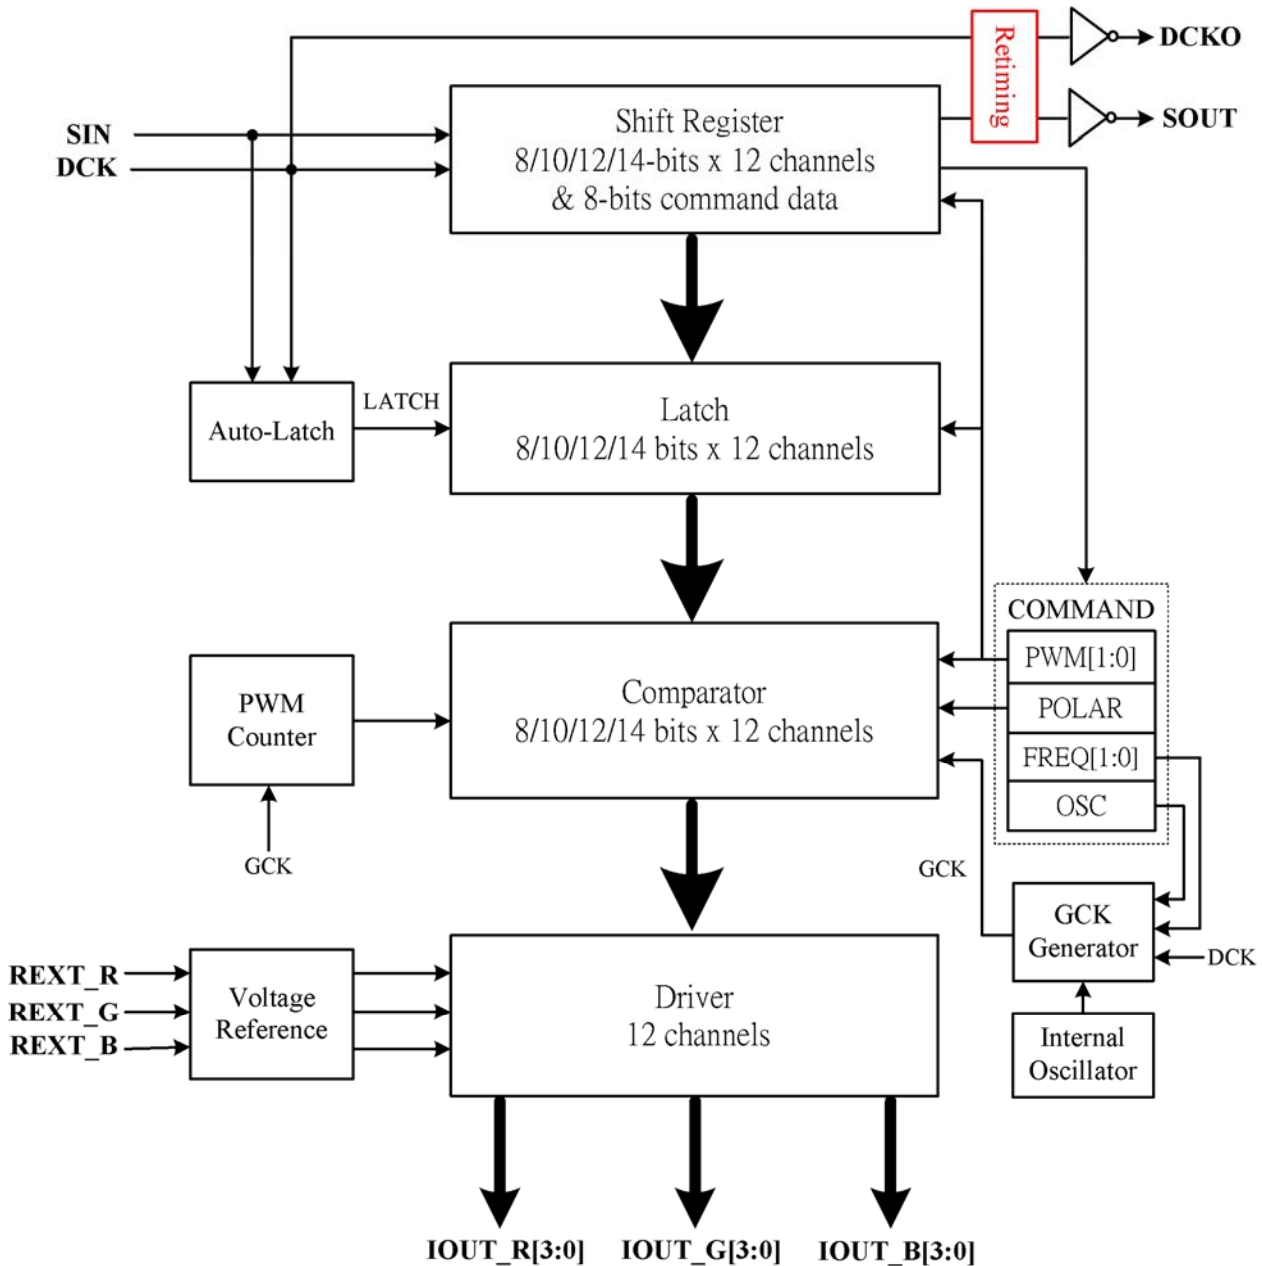 DCKO
Retiming
SOUT
SIN
DCK
Shift Register
8/10/12/14-bits x 12 channels
& 8-bits command data
LATCH
Auto-Latch
Latch
8/10/12/14 bits x 12 channels
COMMAND
PWM[1:0]
POLAR
FREQ[1:0]
OSC
PWM
Counter
Comparator
8/10/12/14 bits x 12 channels
GCK
GCK
GCK
Generator
DCK
REXT_R
REXT_G
REXT_B
Voltage
Reference
Driver
12 channels
Internal
Oscillator
IOUT_R[3:0]
IOUT_G[3:0]
IOUT_B[3:0]